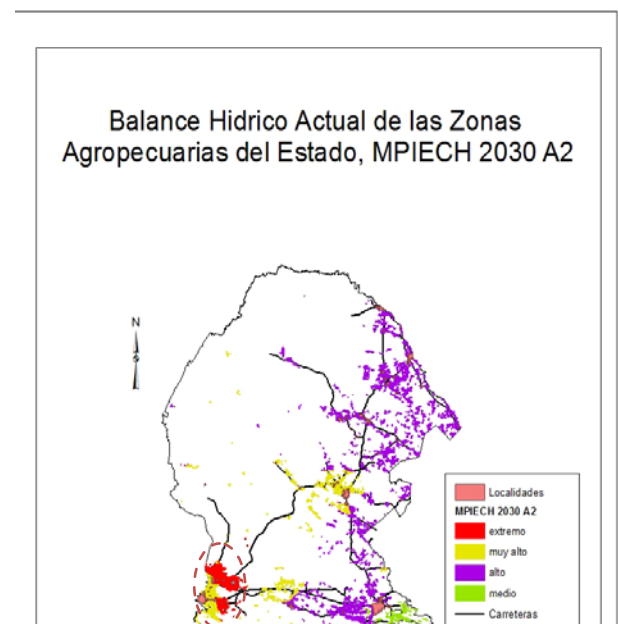 Balance Hidrico Actual de las Zonas
Agropecuarias del Estado, MPIECH 2030 A2
N
S
Localidades
MPIECH 2030 A2
extremo
muy alto
alto
medio
Carreteras